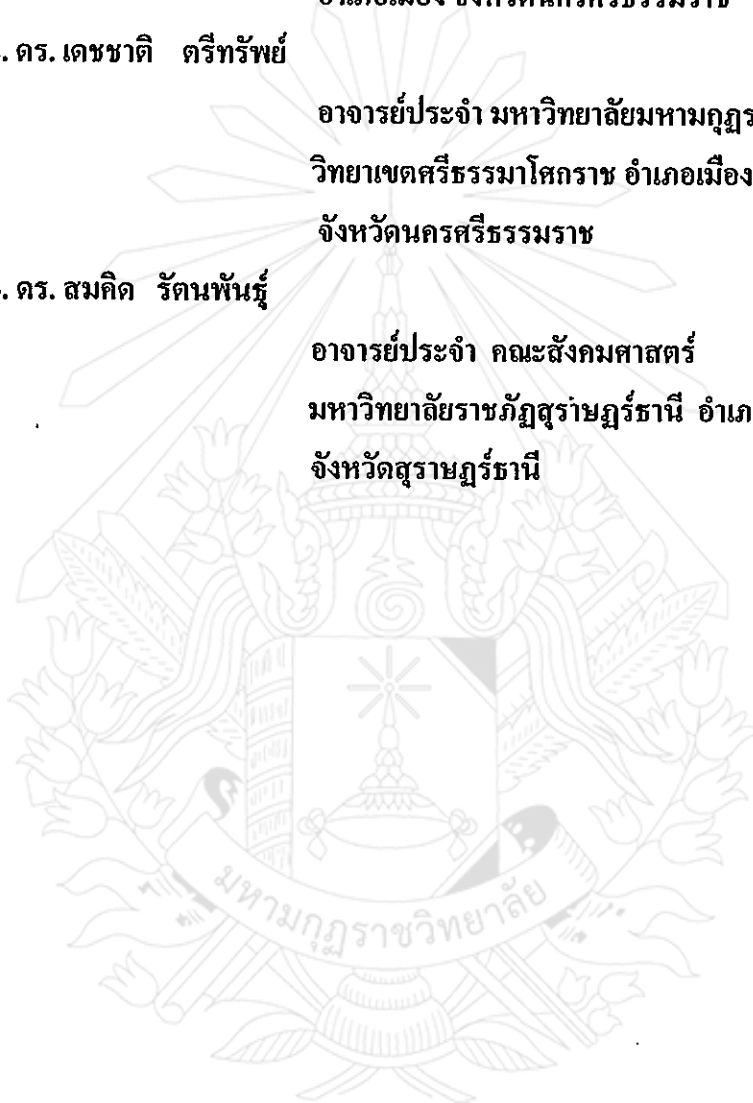 . ดร. เดชชาติ ตรีทรัพย์
อาจารย์ประจำ มหาวิทยาลัยมหามกุฏร
วิทยาเขตศรีธรรมาโศกราช อำเภอเมือง
จังหวัดนครศรีธรรมราช
. ดร. สมคิด รัตนพันธุ์
อาจารย์ประจำ คณะสังคมศาสตร์
มหาวิทยาลัยราชภัฏสุราษฎร์ธานี อำเภ
จังหวัดสุราษฎร์ธานี
มหามกุฏราชวิทยาลัย